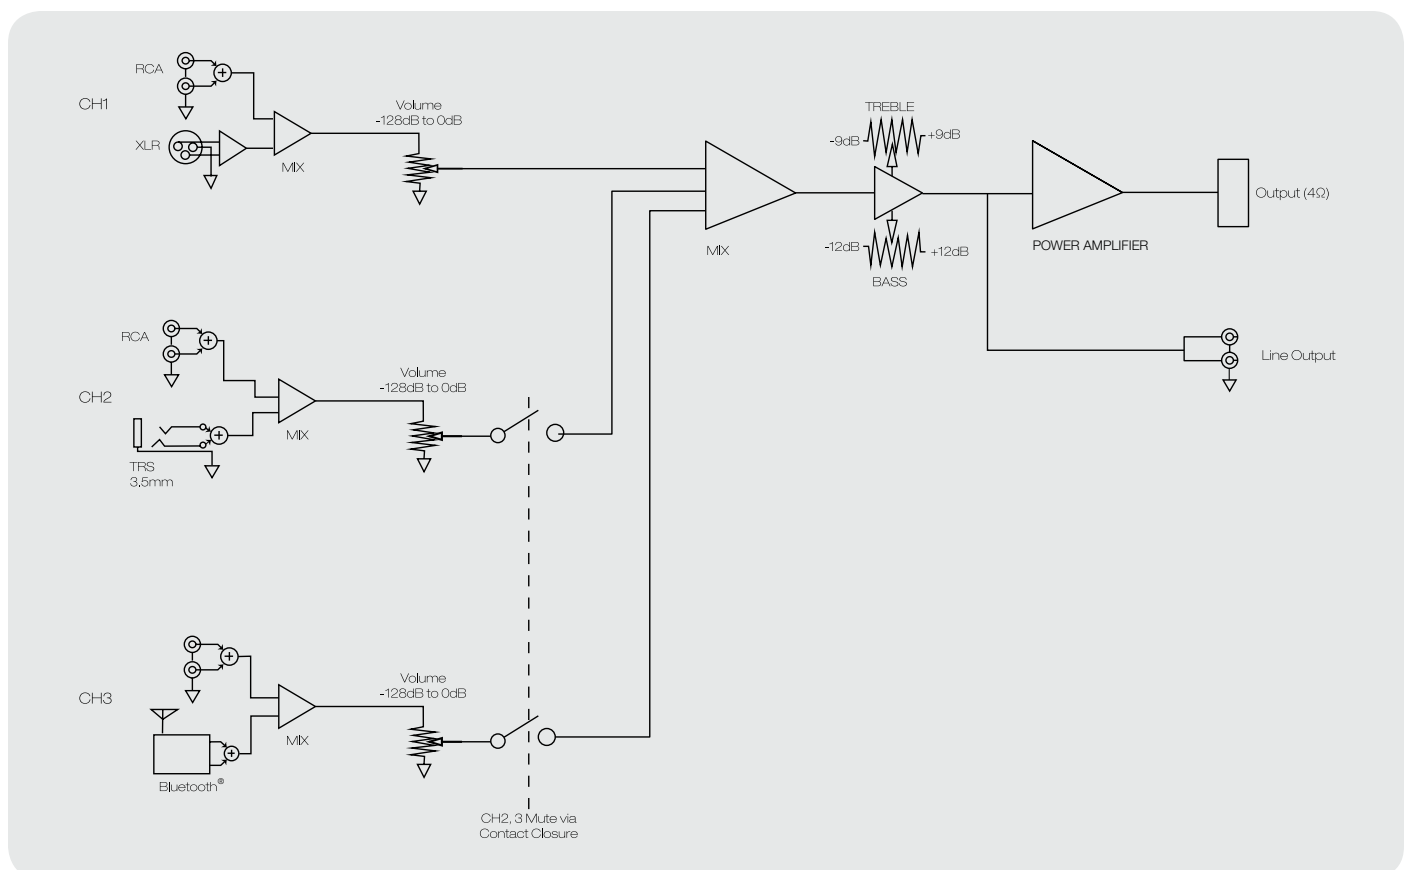 RCA
CH1
XLR
MIX
Volume
-128dB to 0dB
MIX
TREBLE
-9dB
+9dB
-12dB
+12dB
BASS
POWER AMPLIFIER
Output (4Ω)
Line Output
RCA
CH2
TRS
3.5mm
MIX
Volume
-128dB to 0dB
CH3
Bluetooth®
MIX
Volume
-128dB to 0dB
CH2, 3 Mute via
Contact Closure